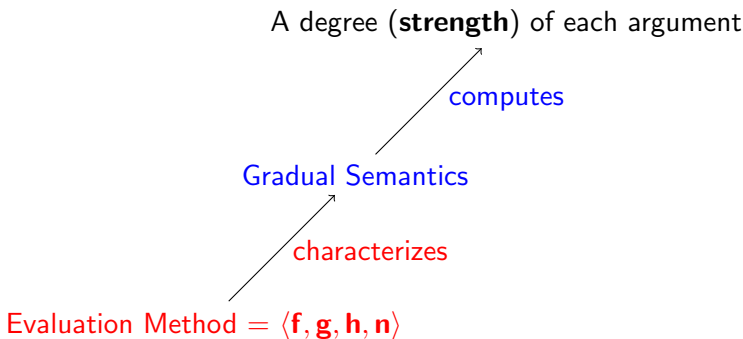 A degree (strength) of each argument
computes
Gradual Semantics
characterizes
Evaluation Method = ⟨f, g, h, n⟩